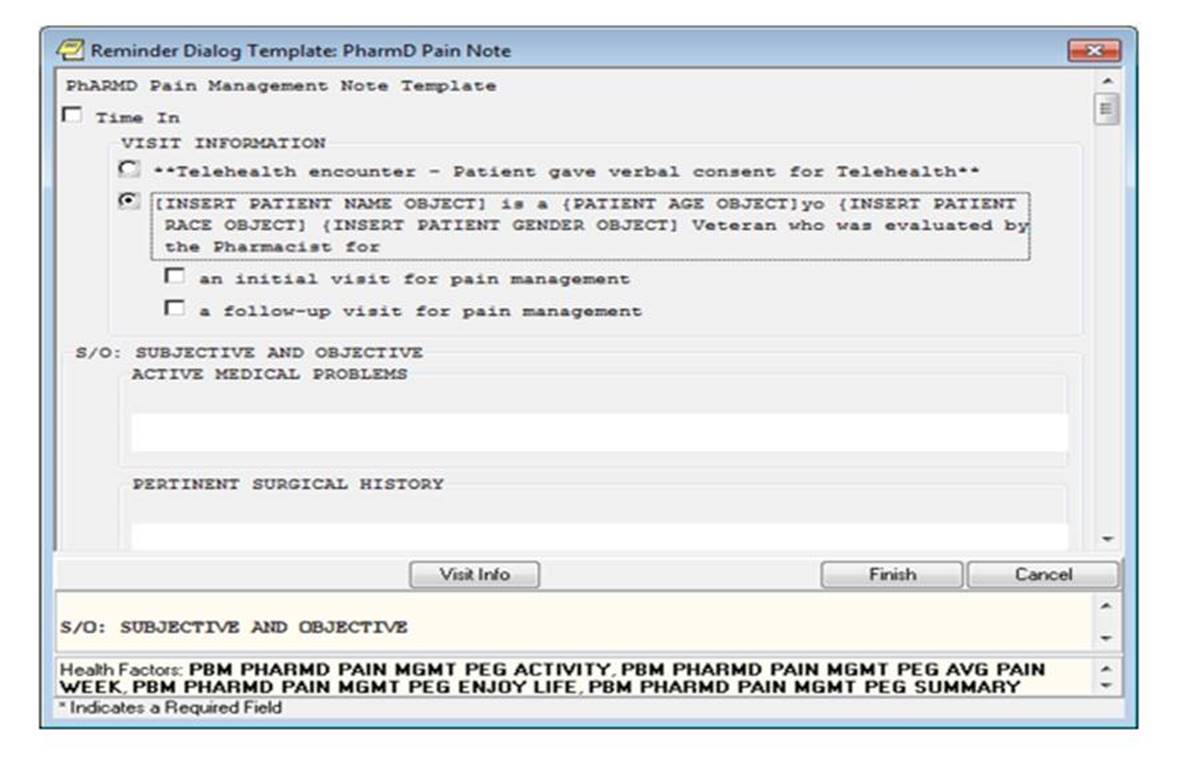 Reminder Dialog Template: PharmD Pain Note
PhARMD Pain Management Note Template
Time In
VISIT INFORMATION
**Telehealth encounter - Patient gave verbal consent for Telehealth**
[INSERT PATIENT NAME OBJECT] is a {PATIENT AGE OBJECT]yo {INSERT PATIENT
RACE OBJECT] {INSERT PATIENT GENDER OBJECT] Veteran who was evaluated by
the Pharmacist for
an initial visit for pain management
a follow-up visit for pain management
S/O: SUBJECTIVE AND OBJECTIVE
ACTIVE MEDICAL PROBLEMS
PERTINENT SURGICAL HISTORY
Visit Info Finish Cancel
S/O: SUBJECTIVE AND OBJECTIVE
Health Factors: PBM PHARMD PAIN MGMT PEG ACTIVITY, PBM PHARMD PAIN MGMT PEG AVG PAIN
WEEK, PBM PHARMD PAIN MGMT PEG ENJOY LIFE, PBM PHARMD PAIN MGMT PEG SUMMARY
* Indicates a Required Field